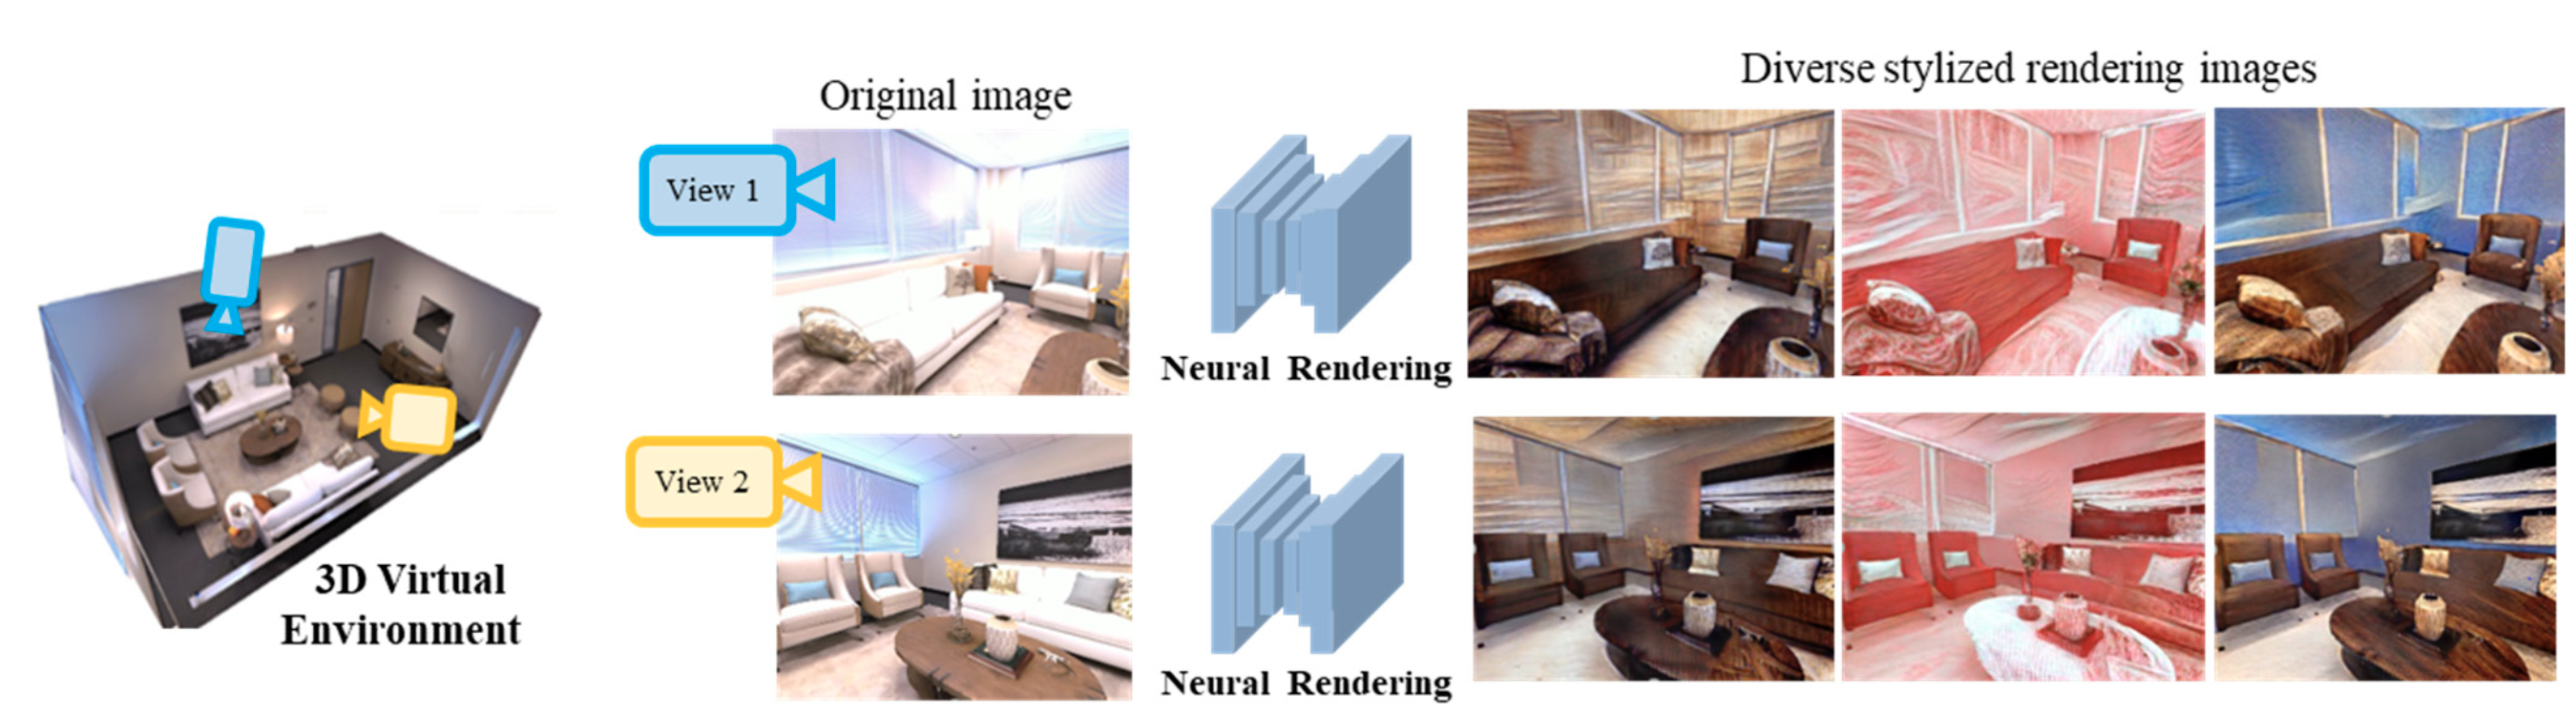 Original image
Diverse stylized rendering images
View 1
Neural Rendering
View 2
3D Virtual
Environment
Neural Rendering